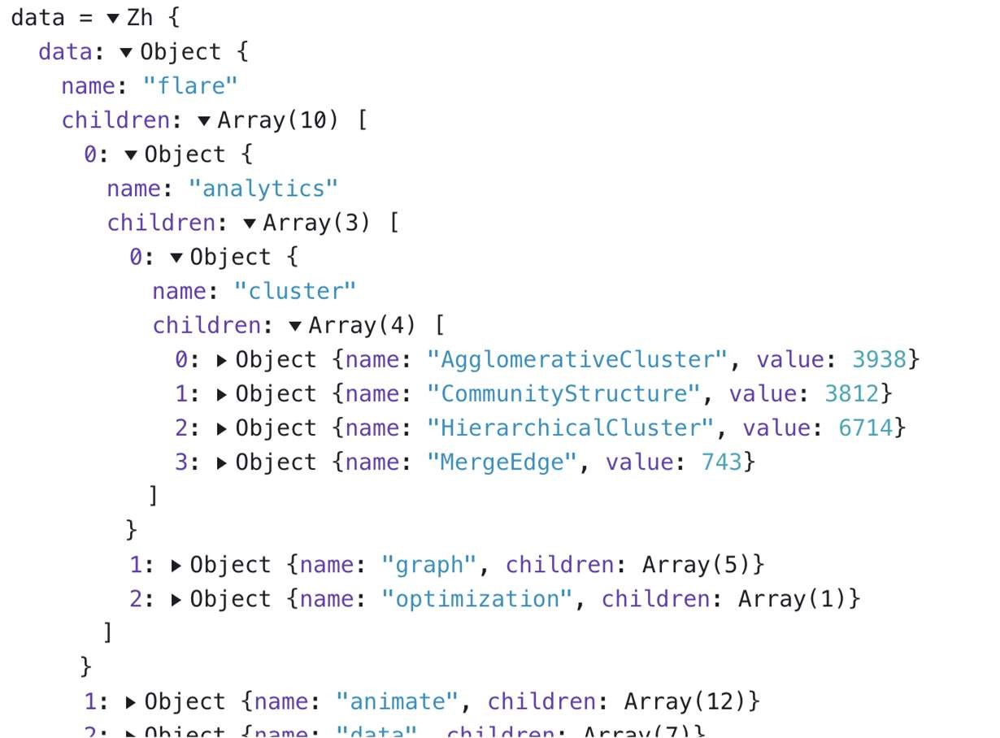 data = ▼Zh {
  data: ▼Object {
    name: "flare"
    children: ▼Array(10) [
      0: ▼Object {
        name: "analytics"
        children: ▼Array(3) [
          0: ▼Object {
            name: "cluster"
            children: ▼Array(4) [
              0: ▶Object {name: "AgglomerativeCluster", value: 3938}
              1: ▶Object {name: "CommunityStructure", value: 3812}
              2: ▶Object {name: "HierarchicalCluster", value: 6714}
              3: ▶Object {name: "MergeEdge", value: 743}
            ]
          }
          1: ▶Object {name: "graph", children: Array(5)}
          2: ▶Object {name: "optimization", children: Array(1)}
        ]
      }
      1: ▶Object {name: "animate", children: Array(12)}
      2: ▶Object {name: "data", children: Array(7)}